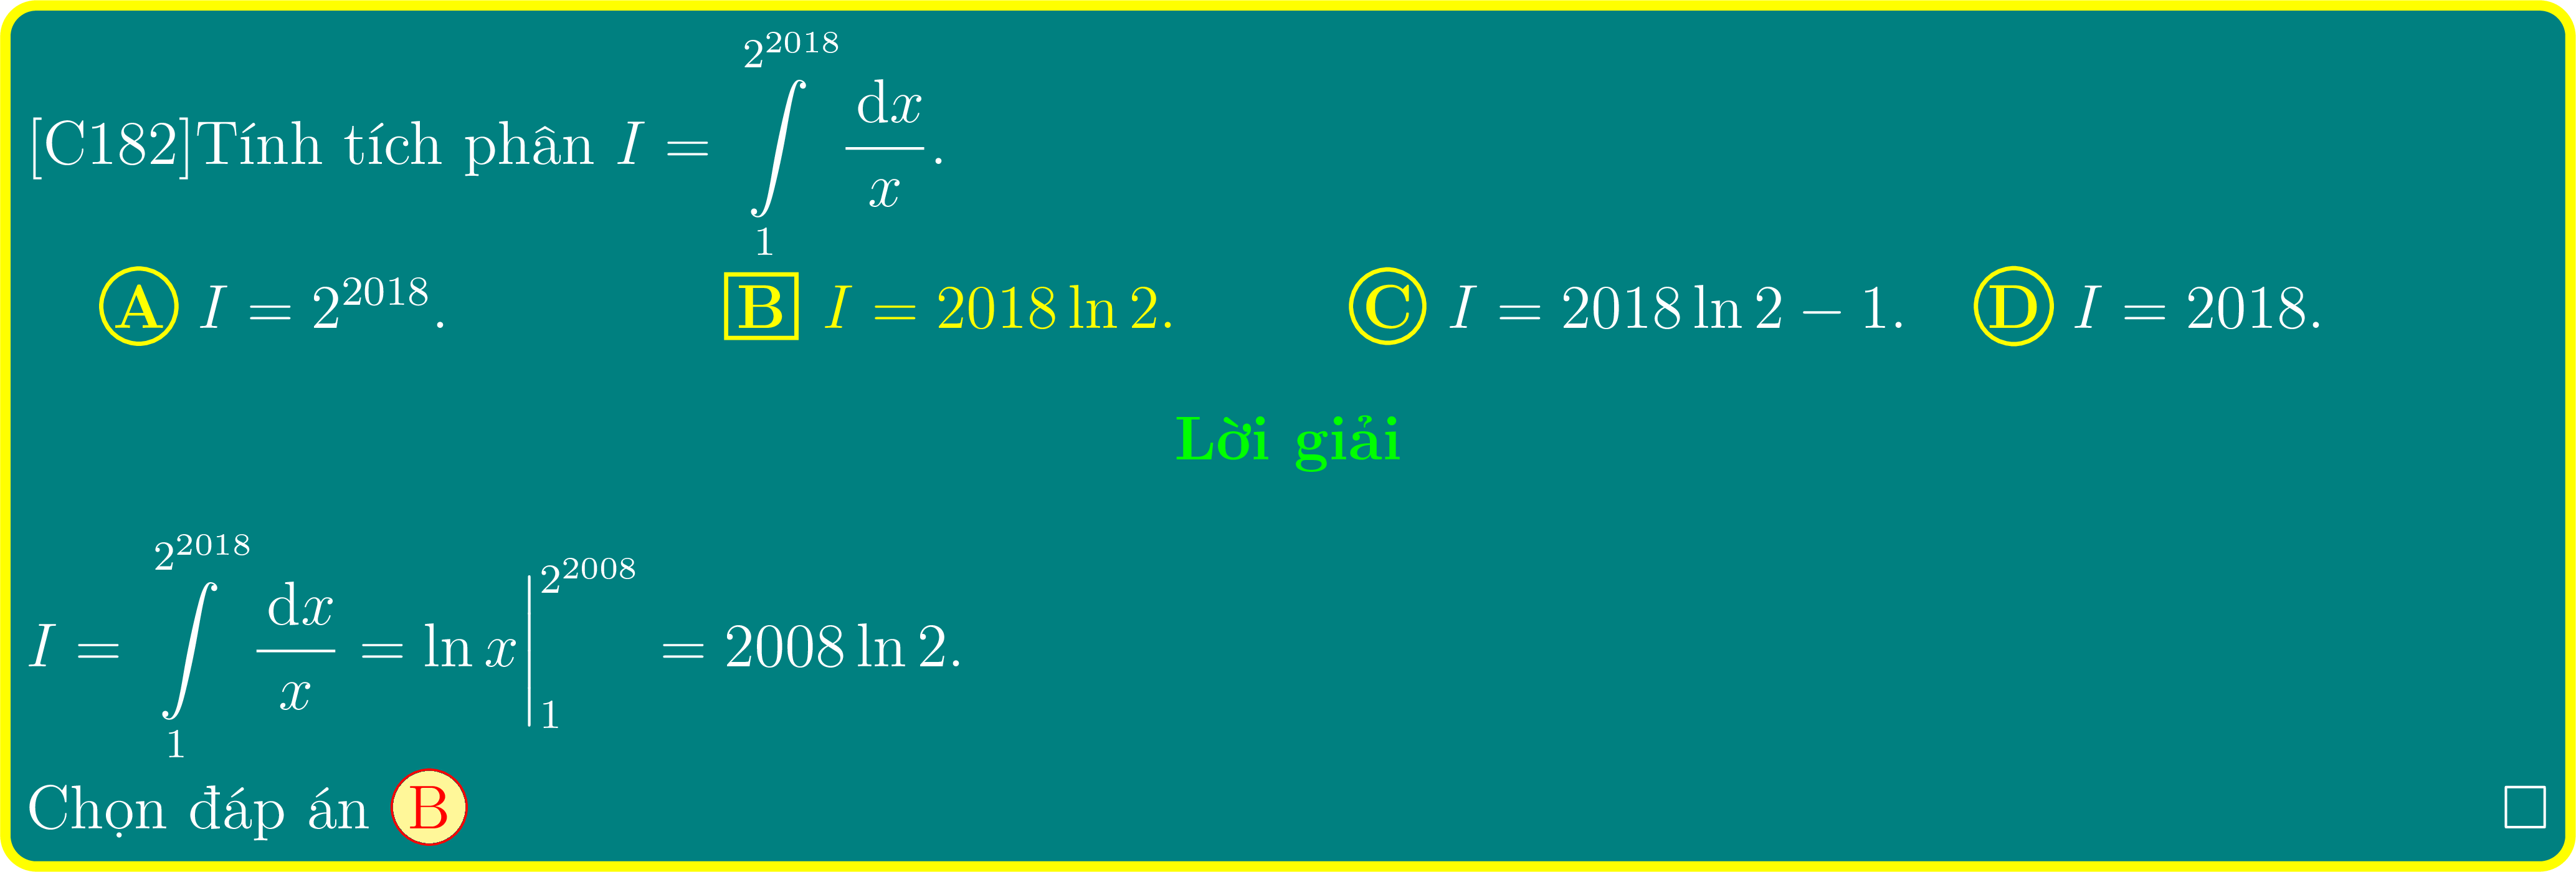 [C182]Tính tích phân $I = \int\limits_{1}^{2^{2018}} \frac{\mathrm{d}x}{x}$.
Ⓐ $I = 2^{2018}$. B $I = 2018 \ln 2$. Ⓒ $I = 2018 \ln 2 - 1$. Ⓓ $I = 2018$.
Lời giải
$I = \int\limits_{1}^{2^{2018}} \frac{\mathrm{d}x}{x} = \ln x \Big|_{1}^{2^{2008}} = 2008 \ln 2$.
Chọn đáp án Ⓑ □